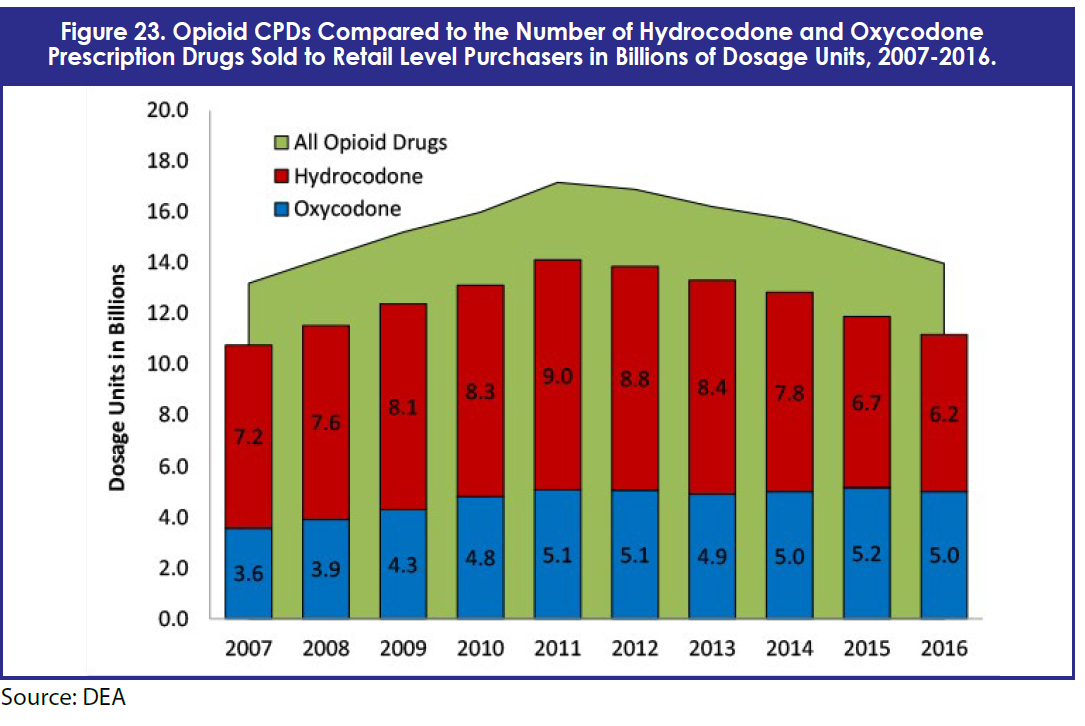 Figure 23. Opioid CPDs Compared to the Number of Hydrocodone and Oxycodone
Prescription Drugs Sold to Retail Level Purchasers in Billions of Dosage Units, 2007-2016.
20.0
18.0
16.0
14.0
12.0
10.0
8.0
6.0
4.0
2.0
0.0
Dosage Units in Billions
All Opioid Drugs
Hydrocodone
Oxycodone
7.2 7.6 8.1 8.3 9.0 8.8 8.4 7.8 6.7 6.2
3.6 3.9 4.3 4.8 5.1 5.1 4.9 5.0 5.2 5.0
2007 2008 2009 2010 2011 2012 2013 2014 2015 2016
Source: DEA